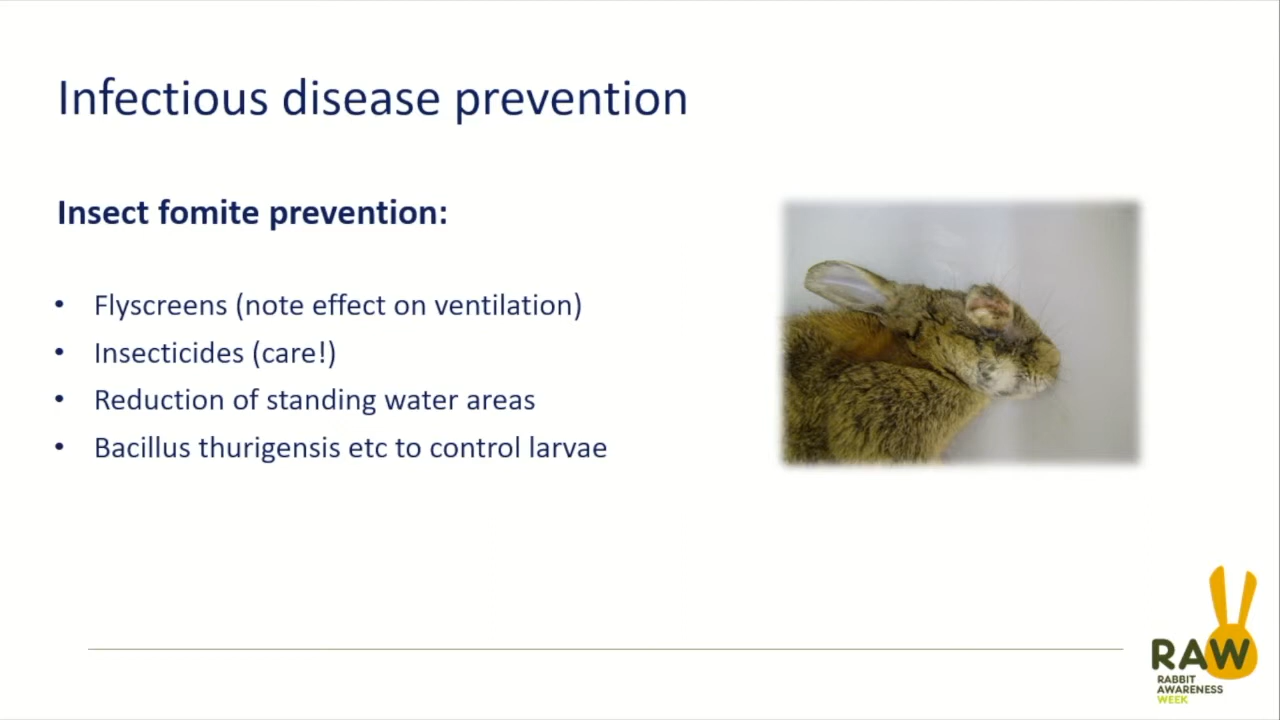 Infectious disease prevention
Insect fomite prevention:
• Flyscreens (note effect on ventilation)
• Insecticides (care!)
• Reduction of standing water areas
• Bacillus thurigensis etc to control larvae
RAW
RABBIT
AWARENESS
WEEK